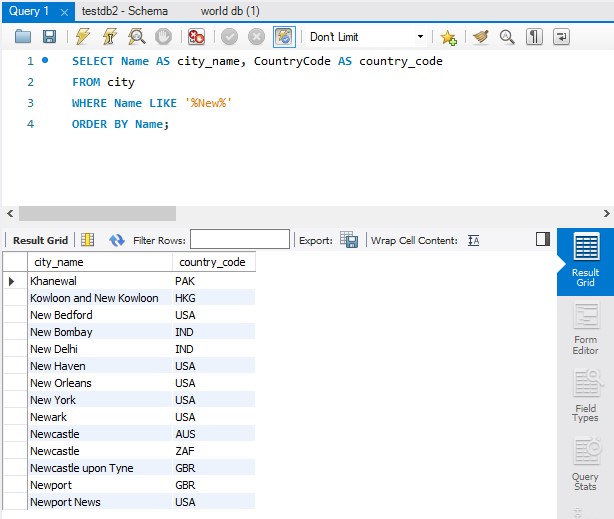 Query 1 testdb2 - Schema world db (1)
Don't Limit
1 SELECT Name AS city_name, CountryCode AS country_code
2 FROM city
3 WHERE Name LIKE '%New%'
4 ORDER BY Name;
Result Grid Filter Rows: Export: Wrap Cell Content:
city_name country_code
Khanewal PAK
Kowloon and New Kowloon HKG
New Bedford USA
New Bombay IND
New Delhi IND
New Haven USA
New Orleans USA
New York USA
Newark USA
Newcastle AUS
Newcastle ZAF
Newcastle upon Tyne GBR
Newport GBR
Newport News USA
Result
Grid
Form
Editor
Field
Types
Query
Stats